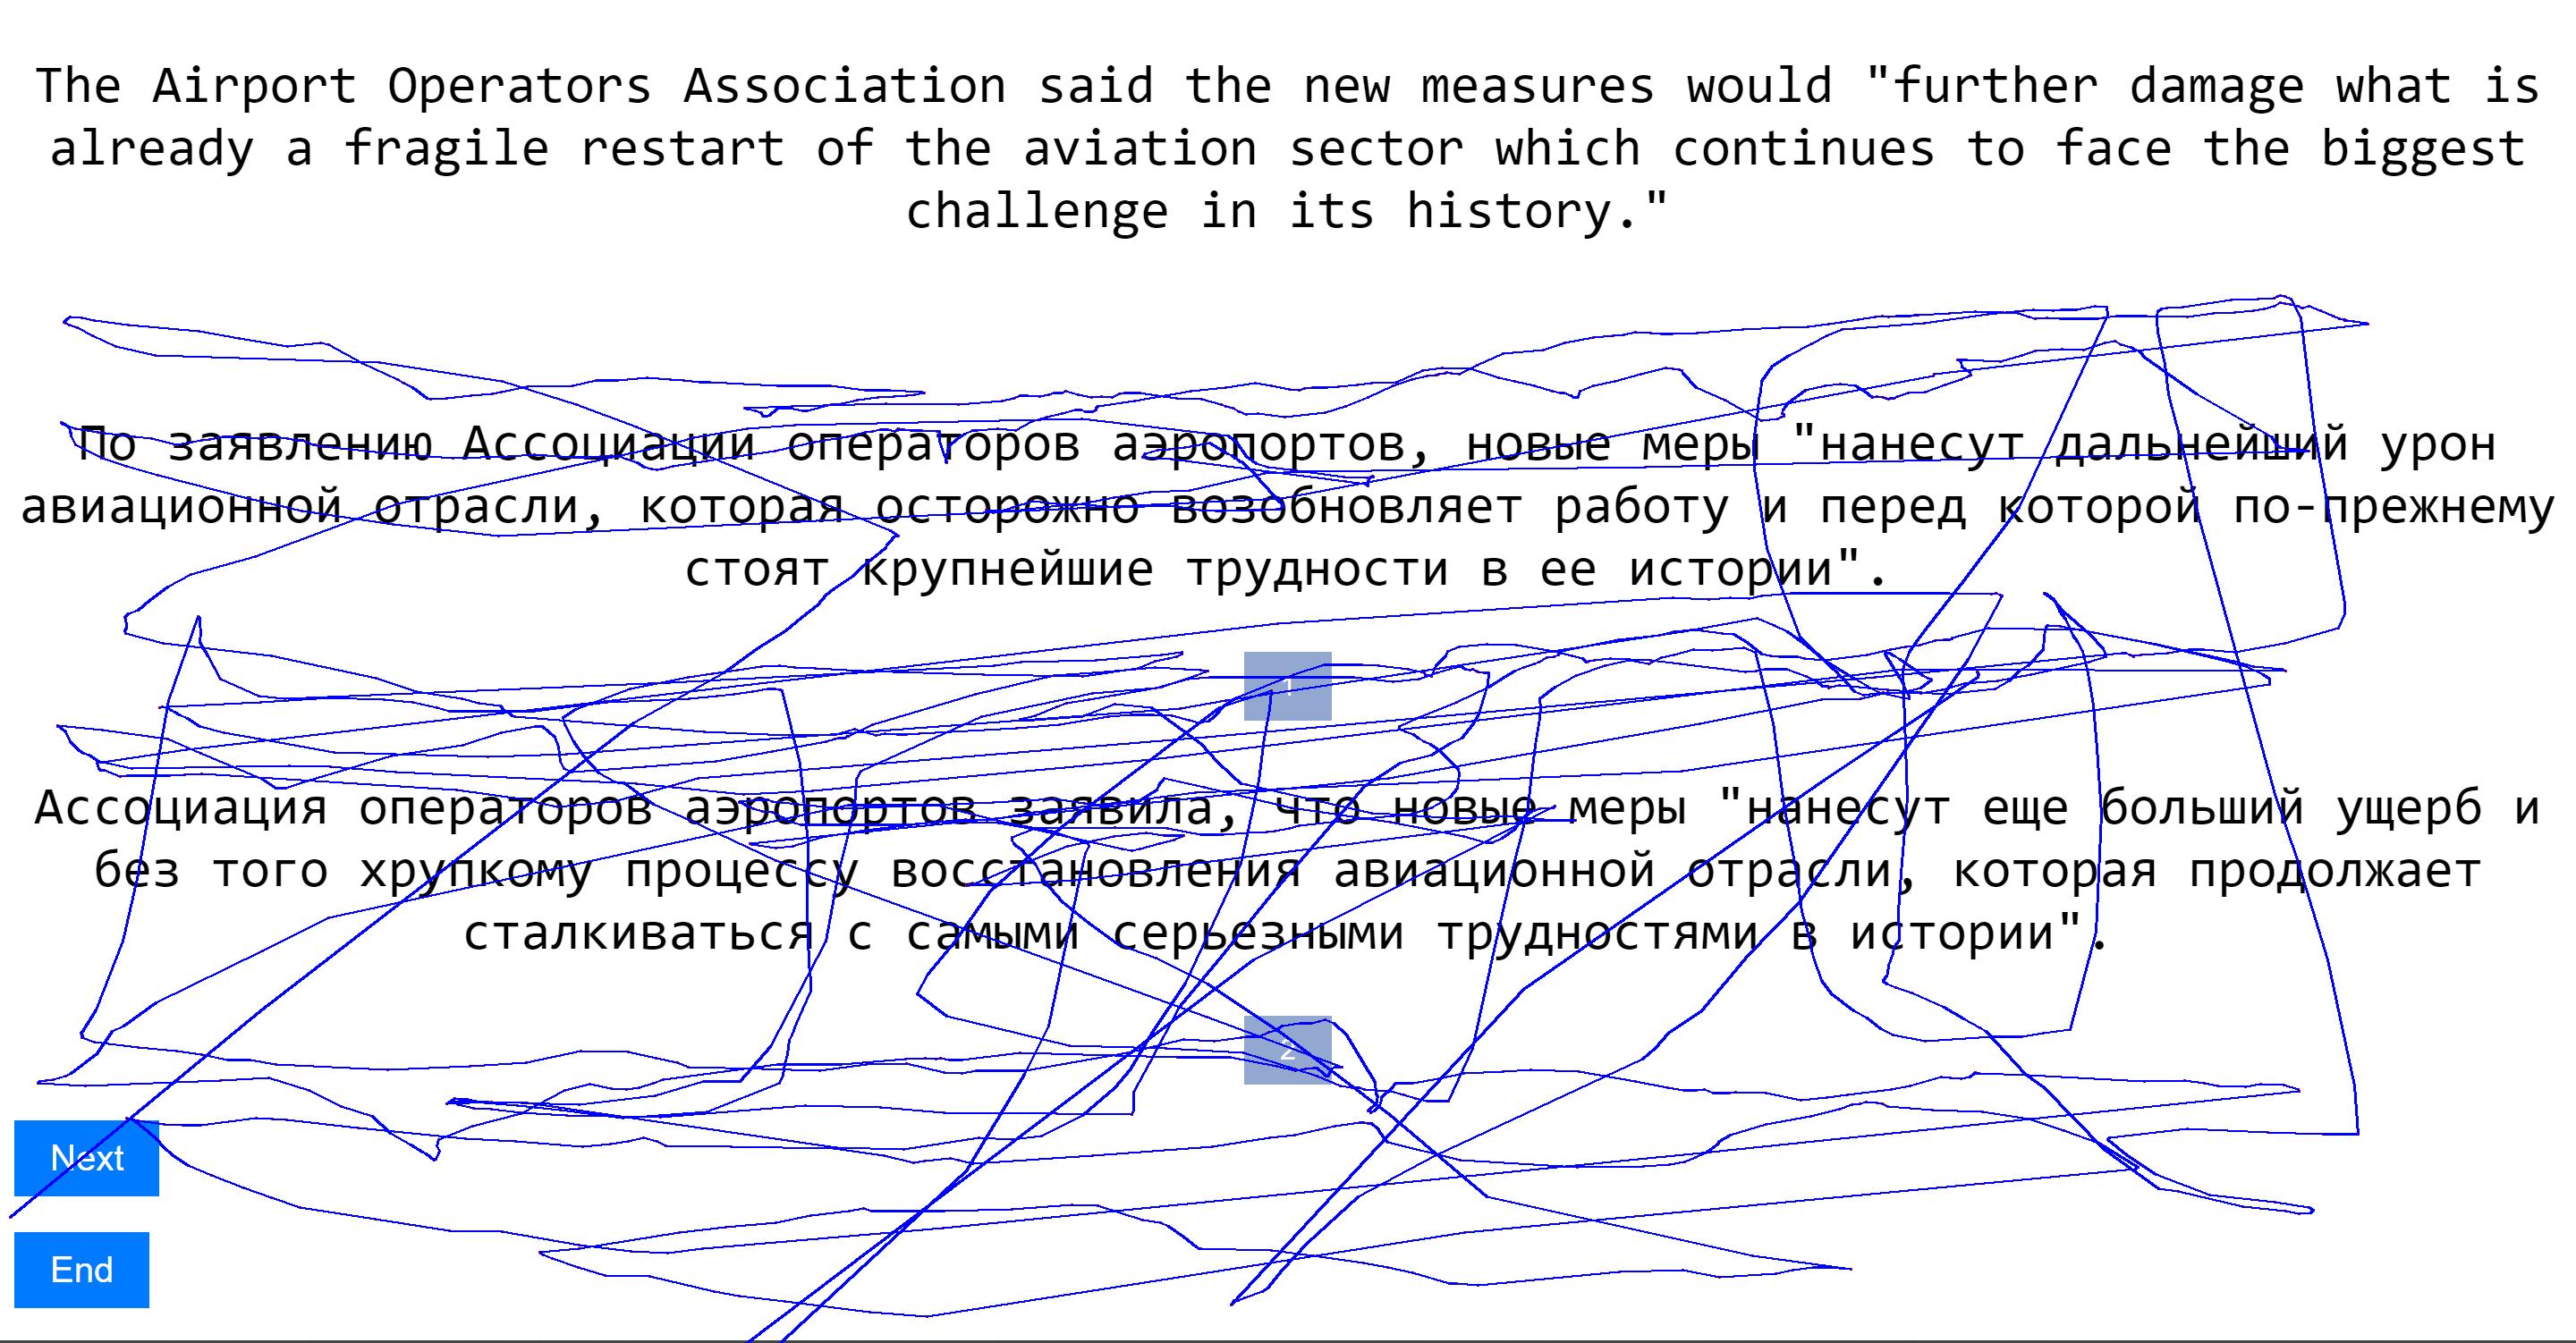 The Airport Operators Association said the new measures would "further damage what is
already a fragile restart of the aviation sector which continues to face the biggest
challenge in its history."
По заявлению Ассоциации операторов аэропортов, новые меры "нанесут дальнейший урон
авиационной отрасли, которая осторожно возобновляет работу и перед которой по-прежнему
стоят крупнейшие трудности в ее истории".
1
Ассоциация операторов аэропортов заявила, что новые меры "нанесут еще больший ущерб и
без того хрупкому процессу восстановления авиационной отрасли, которая продолжает
сталкиваться с самыми серьезными трудностями в истории".
2
Next
End